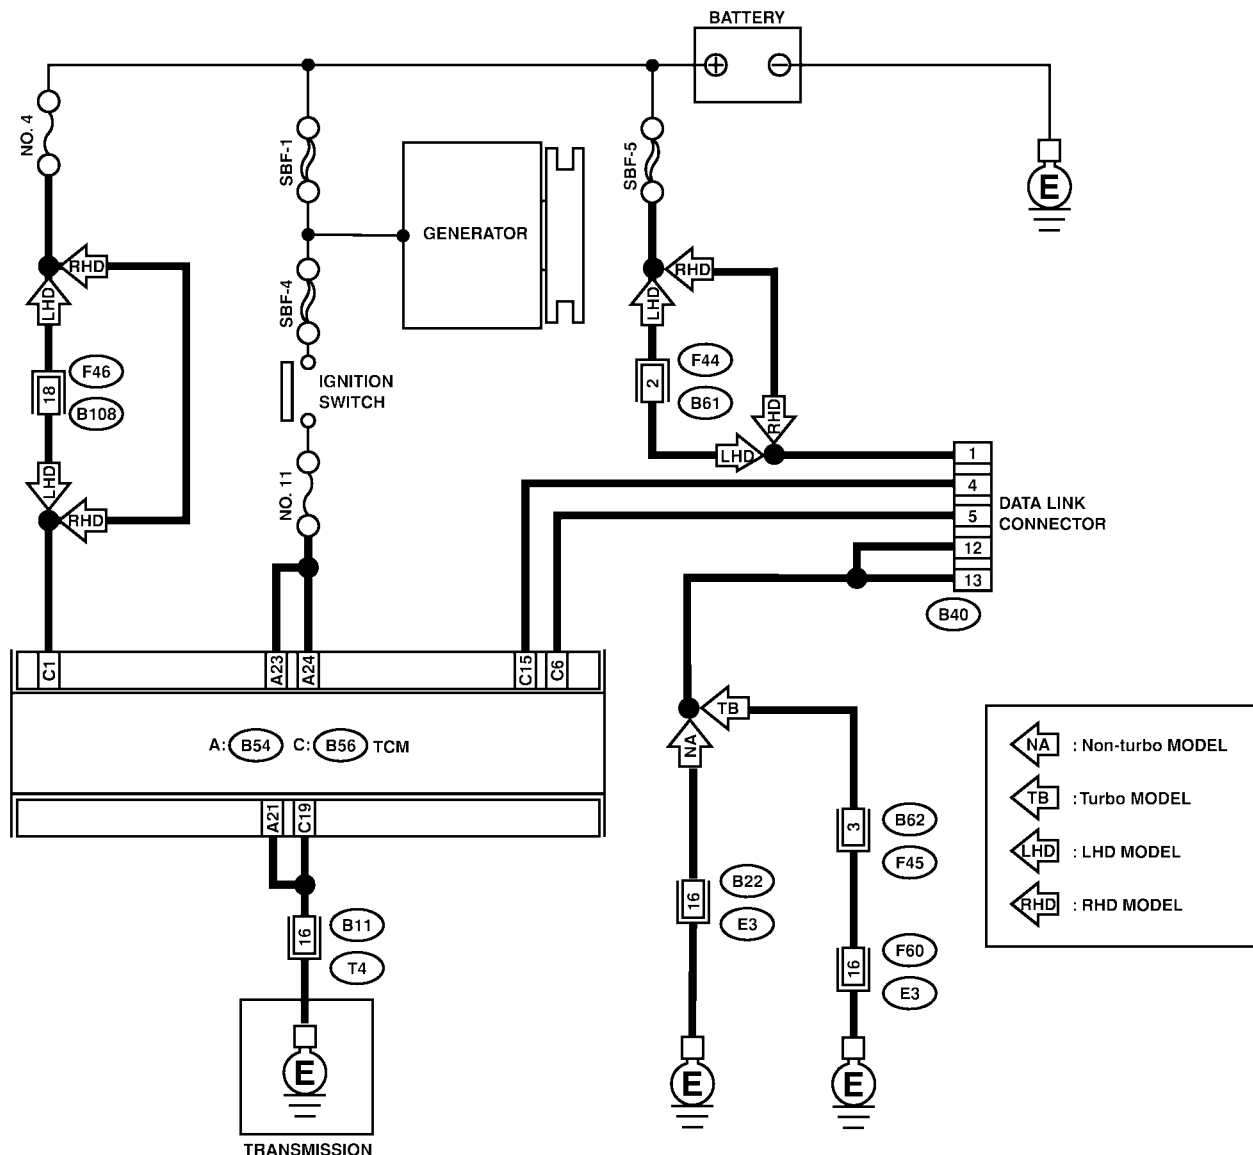 BATTERY
NO. 4
SBF-1
SBF-5
E
GENERATOR
RHD
RHD
LHD
SBF-4
LHD
F46
18
B108
IGNITION
SWITCH
F44
2
B61
RHD
LHD
LHD
RHD
NO. 11
1
4
5
12
13
DATA LINK
CONNECTOR
B40
C1
A23
A24
C15
C6
A: B54 C: B56 TCM
TB
NA
NA : Non-turbo MODEL
TB : Turbo MODEL
LHD : LHD MODEL
RHD : RHD MODEL
A21
C19
3
B62
F45
16
B22
E3
16
B11
T4
16
F60
E3
E
E
E
TRANSMISSION